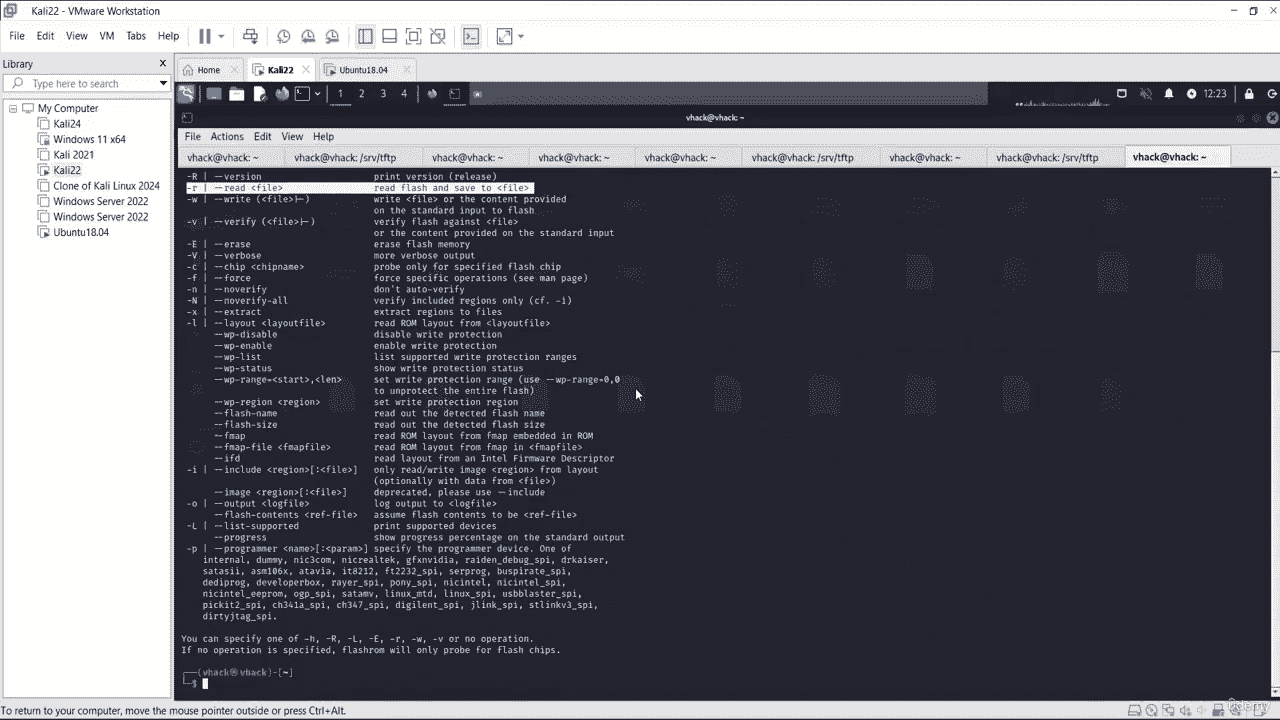 Kali22 - VMware Workstation
File Edit View VM Tabs Help
Library X
Type here to search
My Computer
Kali24
Windows 11 x64
Kali 2021
Kali22
Clone of Kali Linux 2024
Windows Server 2022
Windows Server 2022
Ubuntu18.04
Home Kali22 Ubuntu18.04
1 2 3 4 12:23
vhack@vhack: ~
File Actions Edit View Help
vhack@vhack: ~ vhack@vhack: /srv/tftp vhack@vhack: ~ vhack@vhack: ~ vhack@vhack: ~ vhack@vhack: /srv/tftp vhack@vhack: ~ vhack@vhack: /srv/tftp vhack@vhack: ~
-R | --version print version (release)
-r | --read <file> read flash and save to <file>
-w | --write (<file>|-) write <file> or the content provided
on the standard input to flash
-v | --verify (<file>|-) verify flash against <file>
or the content provided on the standard input
-E | --erase erase flash memory
-V | --verbose more verbose output
-c | --chip <chipname> probe only for specified flash chip
-f | --force force specific operations (see man page)
-n | --noverify don't auto-verify
-N | --noverify-all verify included regions only (cf. -i)
-x | --extract extract regions to files
-l | --layout <layoutfile> read ROM layout from <layoutfile>
--wp-disable disable write protection
--wp-enable enable write protection
--wp-list list supported write protection ranges
--wp-status show write protection status
--wp-range=<start>,<len> set write protection range (use --wp-range=0,0
to unprotect the entire flash)
--wp-region <region> set write protection region
--flash-name read out the detected flash name
--flash-size read out the detected flash size
--fmap read ROM layout from fmap embedded in ROM
--fmap-file <fmapfile> read ROM layout from fmap in <fmapfile>
--ifd read layout from an Intel Firmware Descriptor
-i | --include <region>[:<file>] only read/write image <region> from layout
(optionally with data from <file>)
--image <region>[:<file>] deprecated, please use --include
-o | --output <logfile> log output to <logfile>
--flash-contents <ref-file> assume flash contents to be <ref-file>
-L | --list-supported print supported devices
--progress show progress percentage on the standard output
-p | --programmer <name>[:<param>] specify the programmer device. One of
internal, dummy, nic3com, nicrealtek, gfxnvidia, raiden_debug_spi, drkaiser,
satasii, asm106x, atavia, it8212, ft2232_spi, serprog, buspirate_spi,
dediprog, developerbox, rayer_spi, pony_spi, nicintel, nicintel_spi,
nicintel_eeprom, ogp_spi, satamv, linux_mtd, linux_spi, usbblaster_spi,
pickit2_spi, ch341a_spi, ch347_spi, digilent_spi, jlink_spi, stlinkv3_spi,
dirtyjtag_spi.
You can specify one of -h, -R, -L, -E, -r, -w, -v or no operation.
If no operation is specified, flashrom will only probe for flash chips.
(vhack㉿vhack)-[~]
$
To return to your computer, move the mouse pointer outside or press Ctrl+Alt.
Udemy